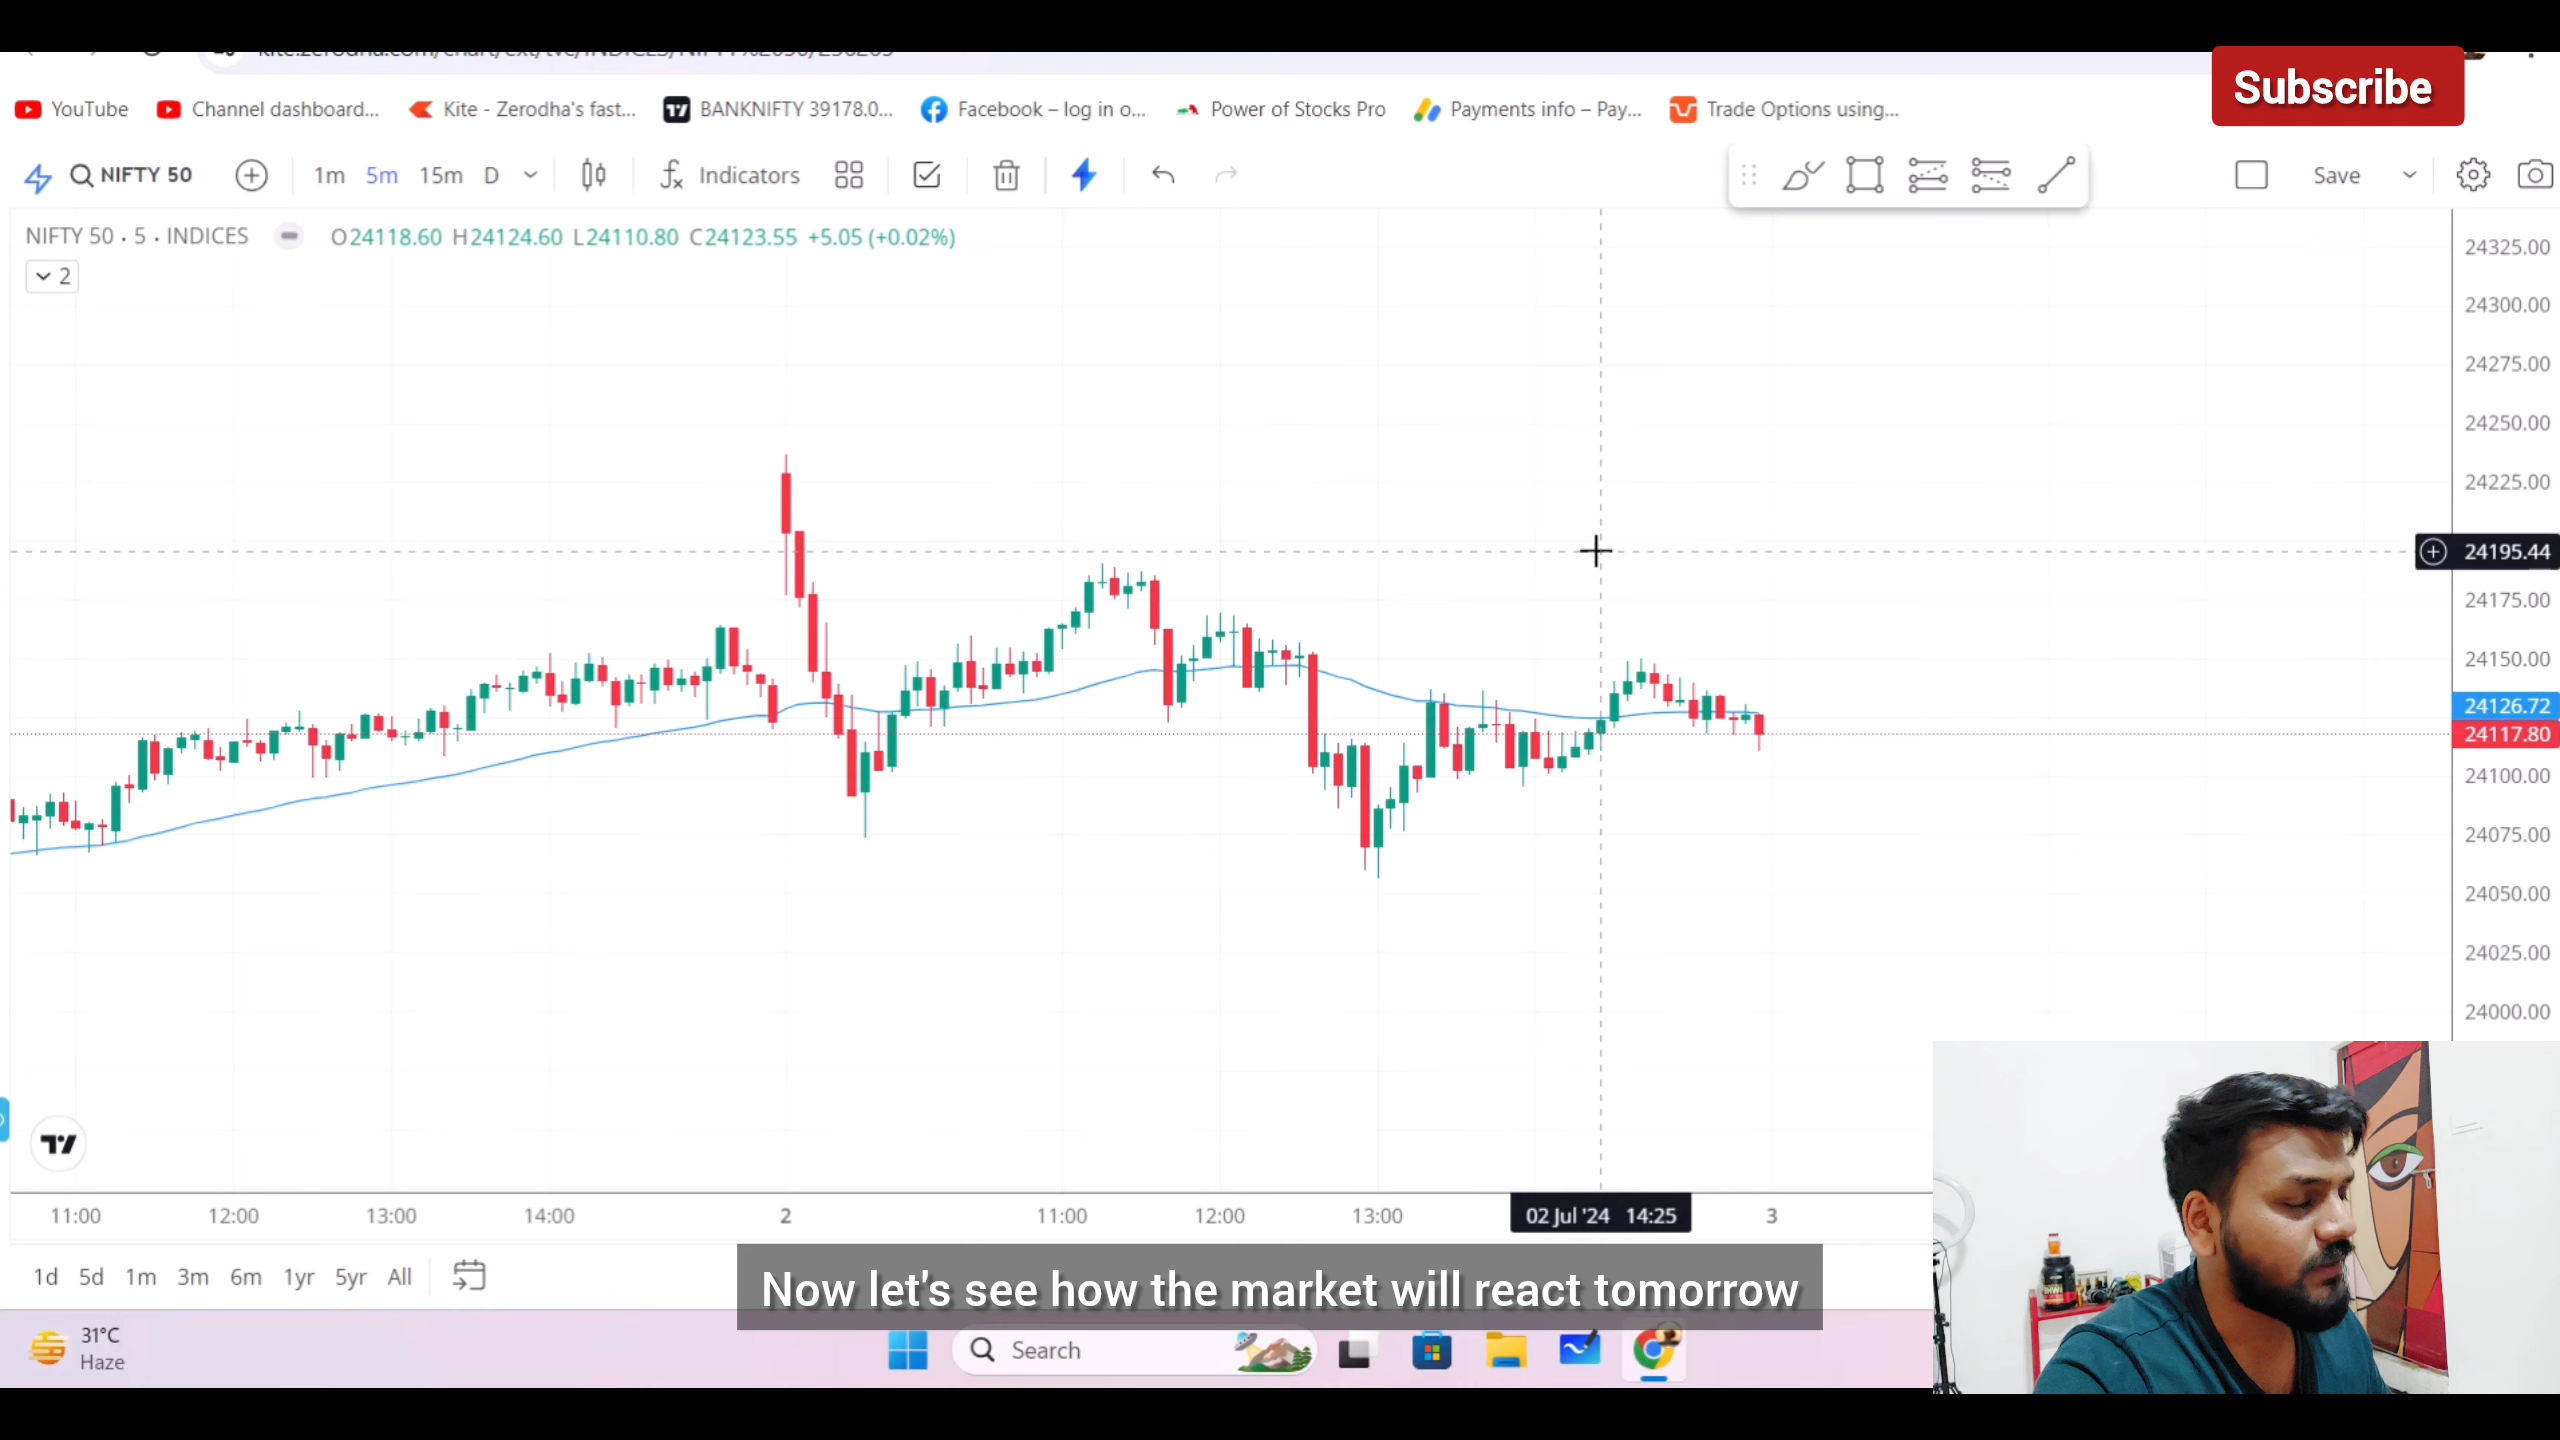 Subscribe
YouTube Channel dashboard... Kite - Zerodha's fast... BANKNIFTY 39178.0... Facebook – log in o... Power of Stocks Pro Payments info – Pay... Trade Options using...
NIFTY 50 1m 5m 15m D Indicators Save
NIFTY 50 · 5 · INDICES O24118.60 H24124.60 L24110.80 C24123.55 +5.05 (+0.02%)
2
24325.00
24300.00
24275.00
24250.00
24225.00
24195.44
24175.00
24150.00
24126.72
24117.80
24100.00
24075.00
24050.00
24025.00
24000.00
11:00 12:00 13:00 14:00 2 11:00 12:00 13:00 02 Jul '24 14:25 3
1d 5d 1m 3m 6m 1yr 5yr All
Now let's see how the market will react tomorrow
31°C
Haze
Search